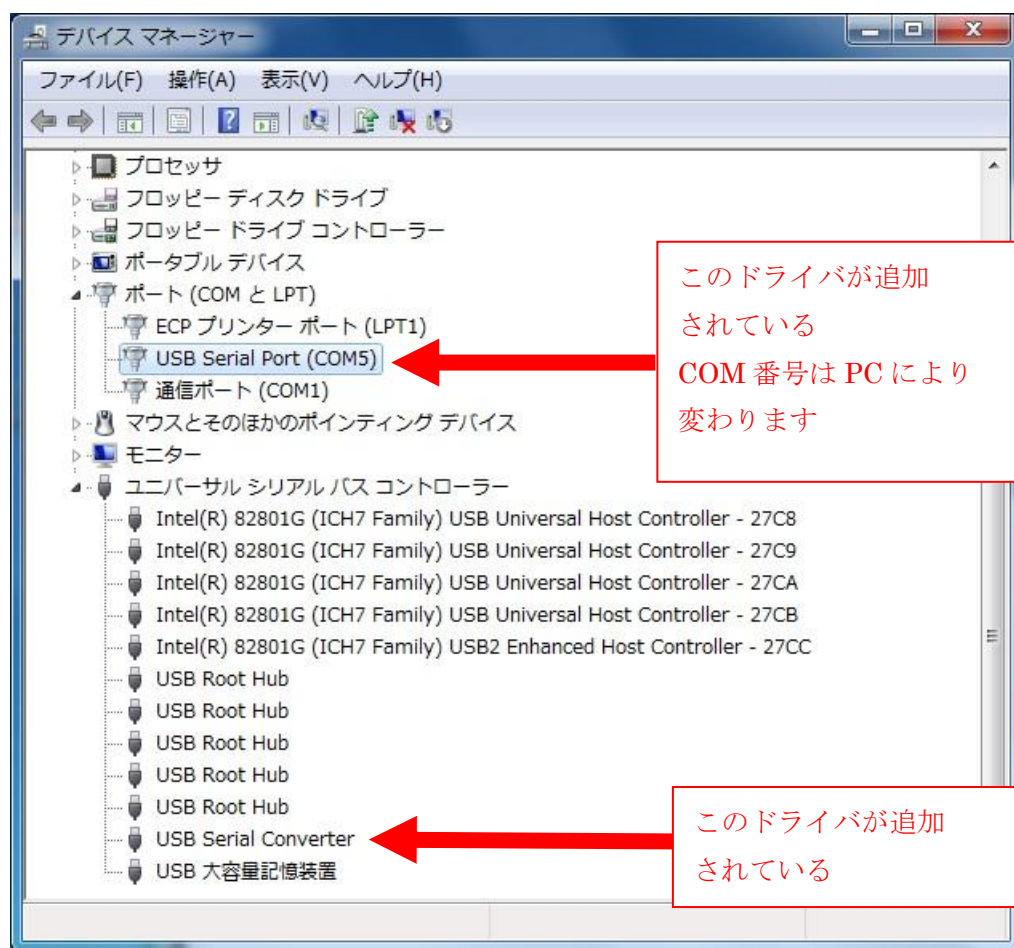 デバイス マネージャー
ファイル(F) 操作(A) 表示(V) ヘルプ(H)
プロセッサ
フロッピー ディスク ドライブ
フロッピー ドライブ コントローラー
ポータブル デバイス
ポート (COM と LPT)
ECP プリンター ポート (LPT1)
USB Serial Port (COM5)
通信ポート (COM1)
このドライバが追加
されている
COM 番号は PC により
変わります
マウスとそのほかのポインティング デバイス
モニター
ユニバーサル シリアル バス コントローラー
Intel(R) 82801G (ICH7 Family) USB Universal Host Controller - 27C8
Intel(R) 82801G (ICH7 Family) USB Universal Host Controller - 27C9
Intel(R) 82801G (ICH7 Family) USB Universal Host Controller - 27CA
Intel(R) 82801G (ICH7 Family) USB Universal Host Controller - 27CB
Intel(R) 82801G (ICH7 Family) USB2 Enhanced Host Controller - 27CC
USB Root Hub
USB Root Hub
USB Root Hub
USB Root Hub
USB Root Hub
USB Serial Converter
USB 大容量記憶装置
このドライバが追加
されている